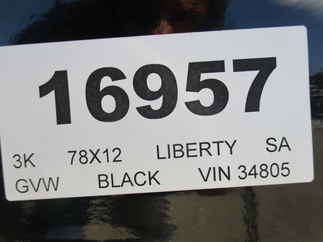 16957
3K 78X12 LIBERTY SA
GVW BLACK VIN 34805